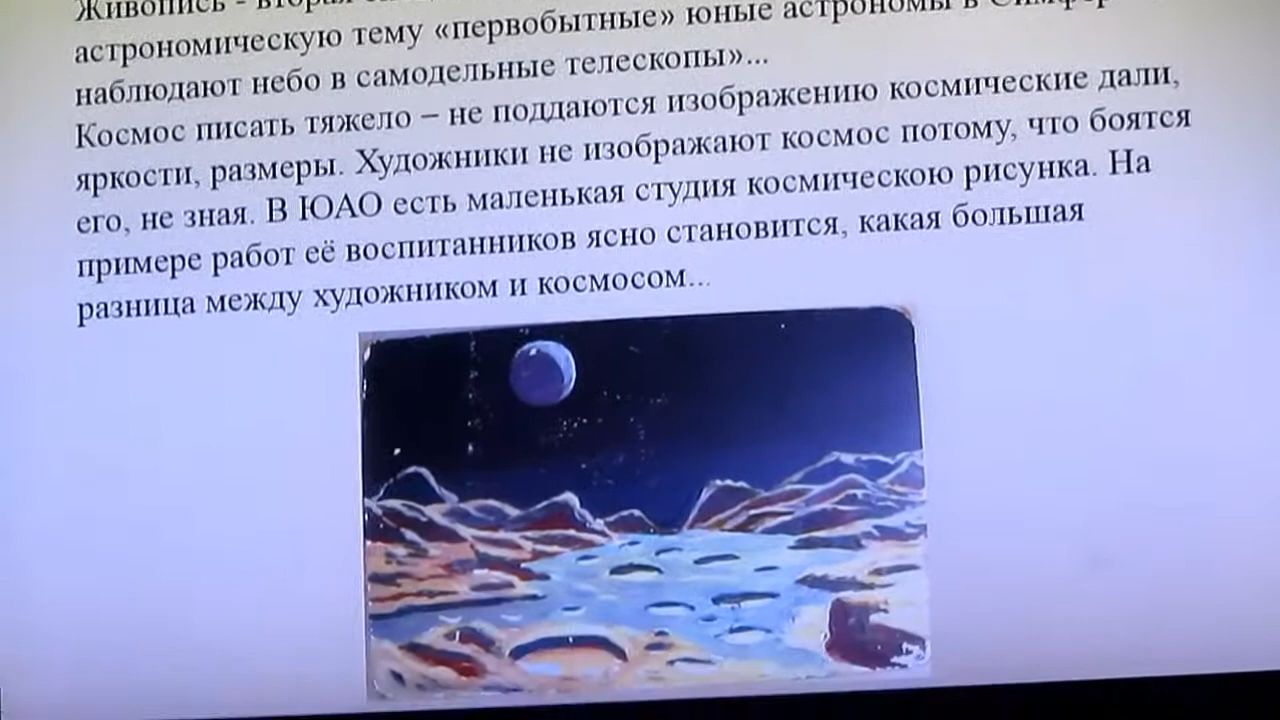 Живопись - вторая
астрономическую тему «первобытные» юные астрономы в
наблюдают небо в самодельные телескопы»...
Космос писать тяжело – не поддаются изображению космические дали,
яркости, размеры. Художники не изображают космос потому, что боятся
его, не зная. В ЮАО есть маленькая студия космическою рисунка. На
примере работ её воспитанников ясно становится, какая большая
разница между художником и космосом...